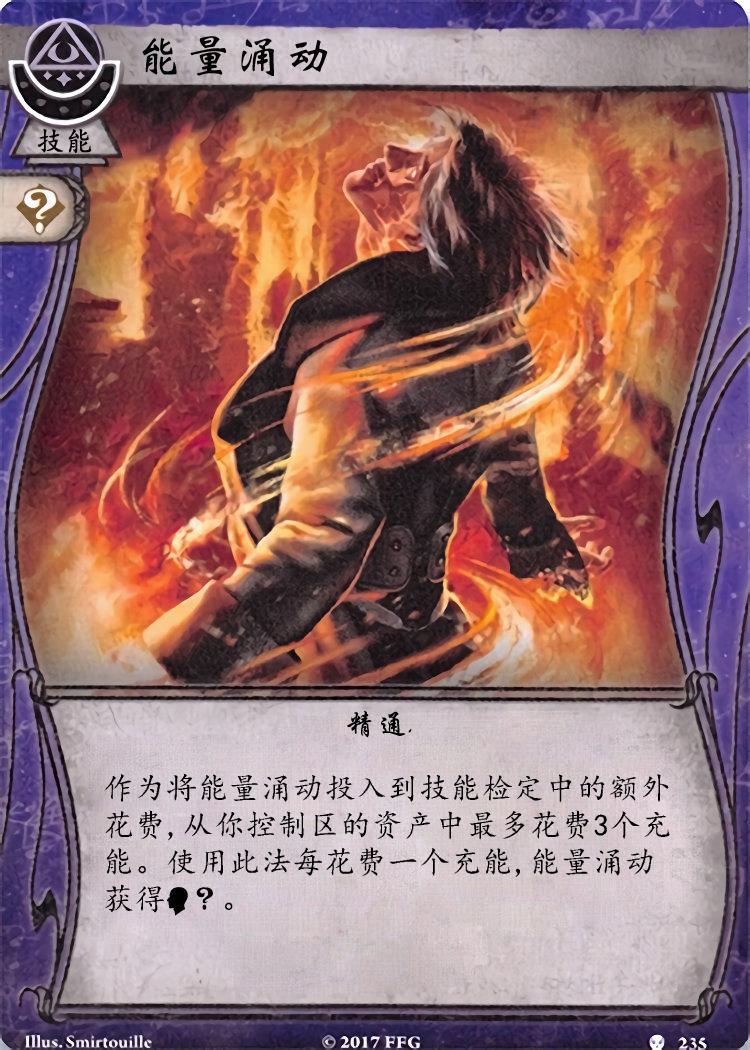 能量涌动
技能
?
精通.
作为将能量涌动投入到技能检定中的额外
花费,从你控制区的资产中最多花费3个充
能。使用此法每花费一个充能,能量涌动
获得?。
Illus. Smirtouille
© 2017 FFG
235